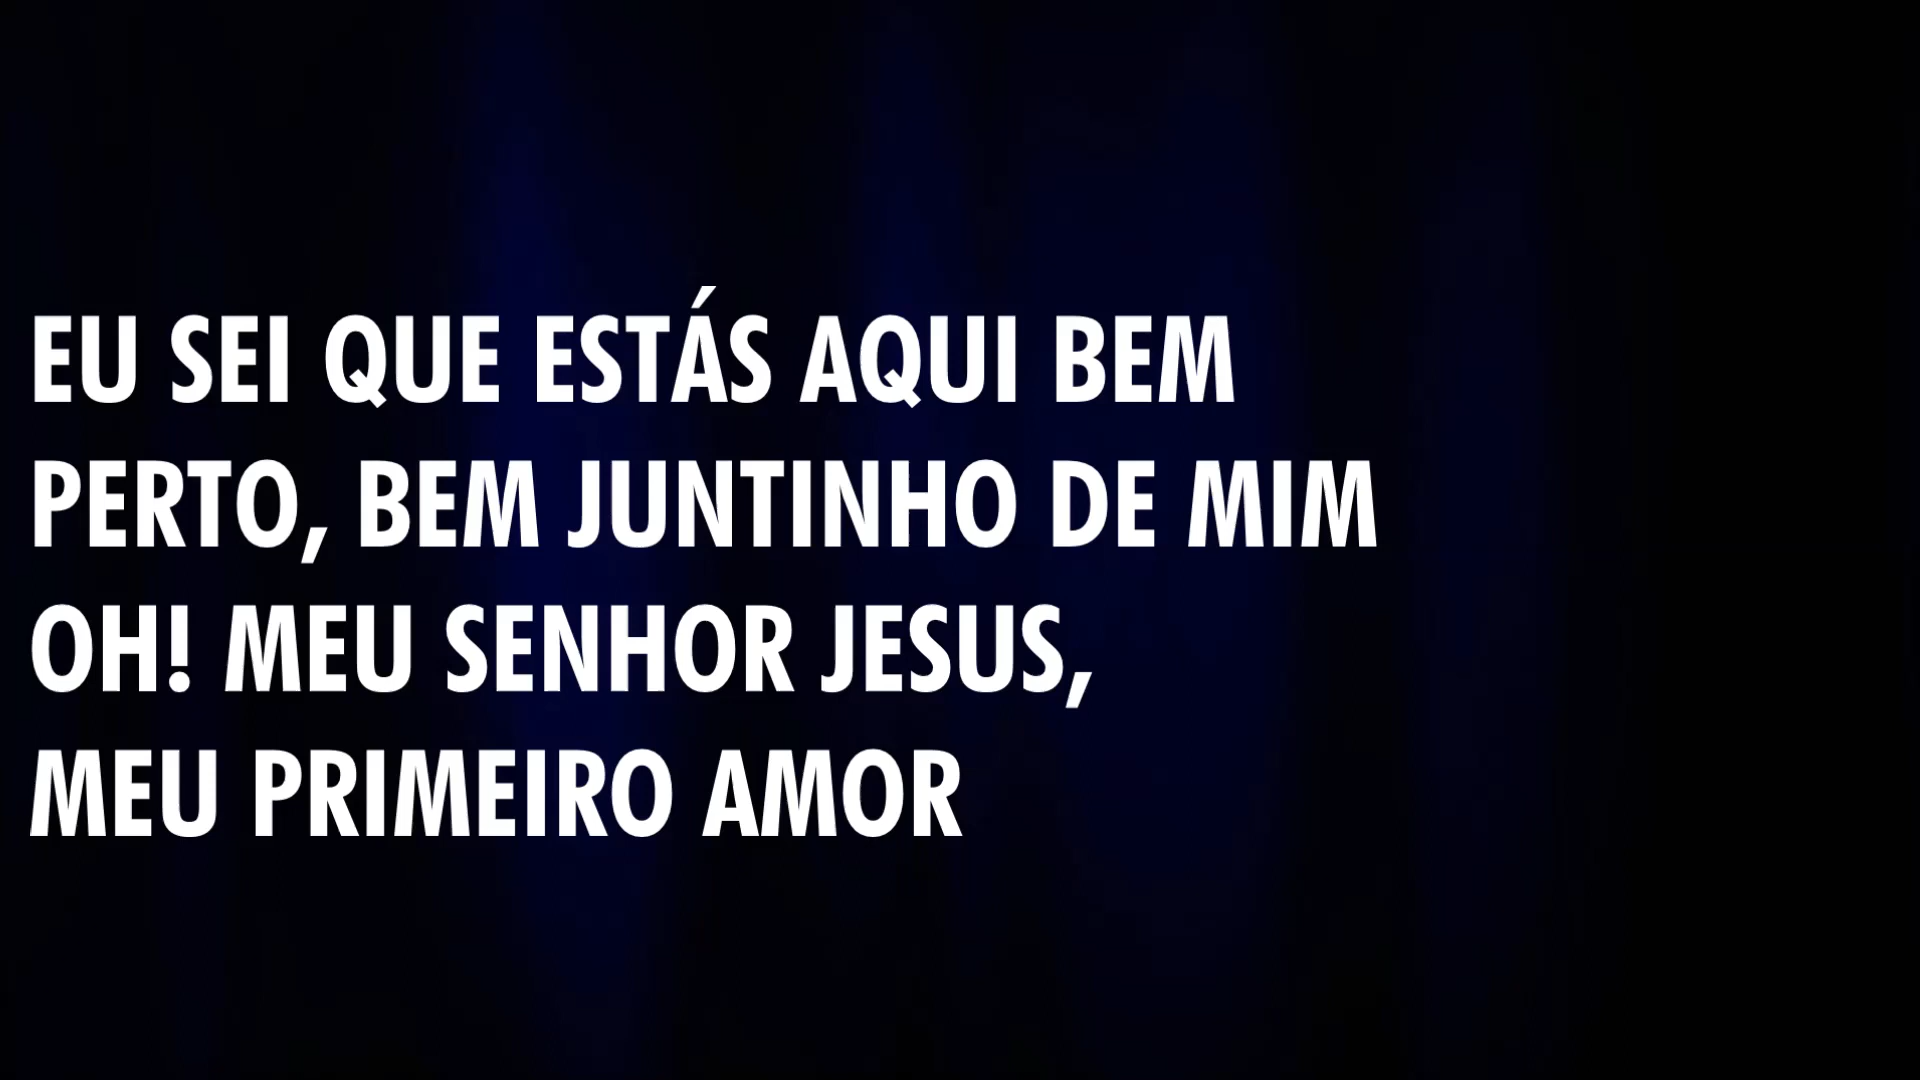 EU SEI QUE ESTÁS AQUI BEM
PERTO, BEM JUNTINHO DE MIM
OH! MEU SENHOR JESUS,
MEU PRIMEIRO AMOR